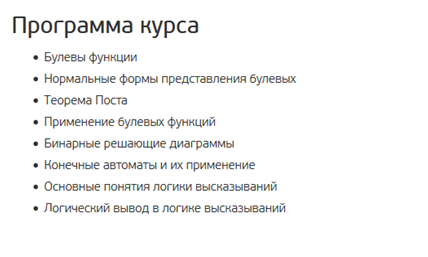 Программа курса
• Булевы функции
• Нормальные формы представления булевых
• Теорема Поста
• Применение булевых функций
• Бинарные решающие диаграммы
• Конечные автоматы и их применение
• Основные понятия логики высказываний
• Логический вывод в логике высказываний